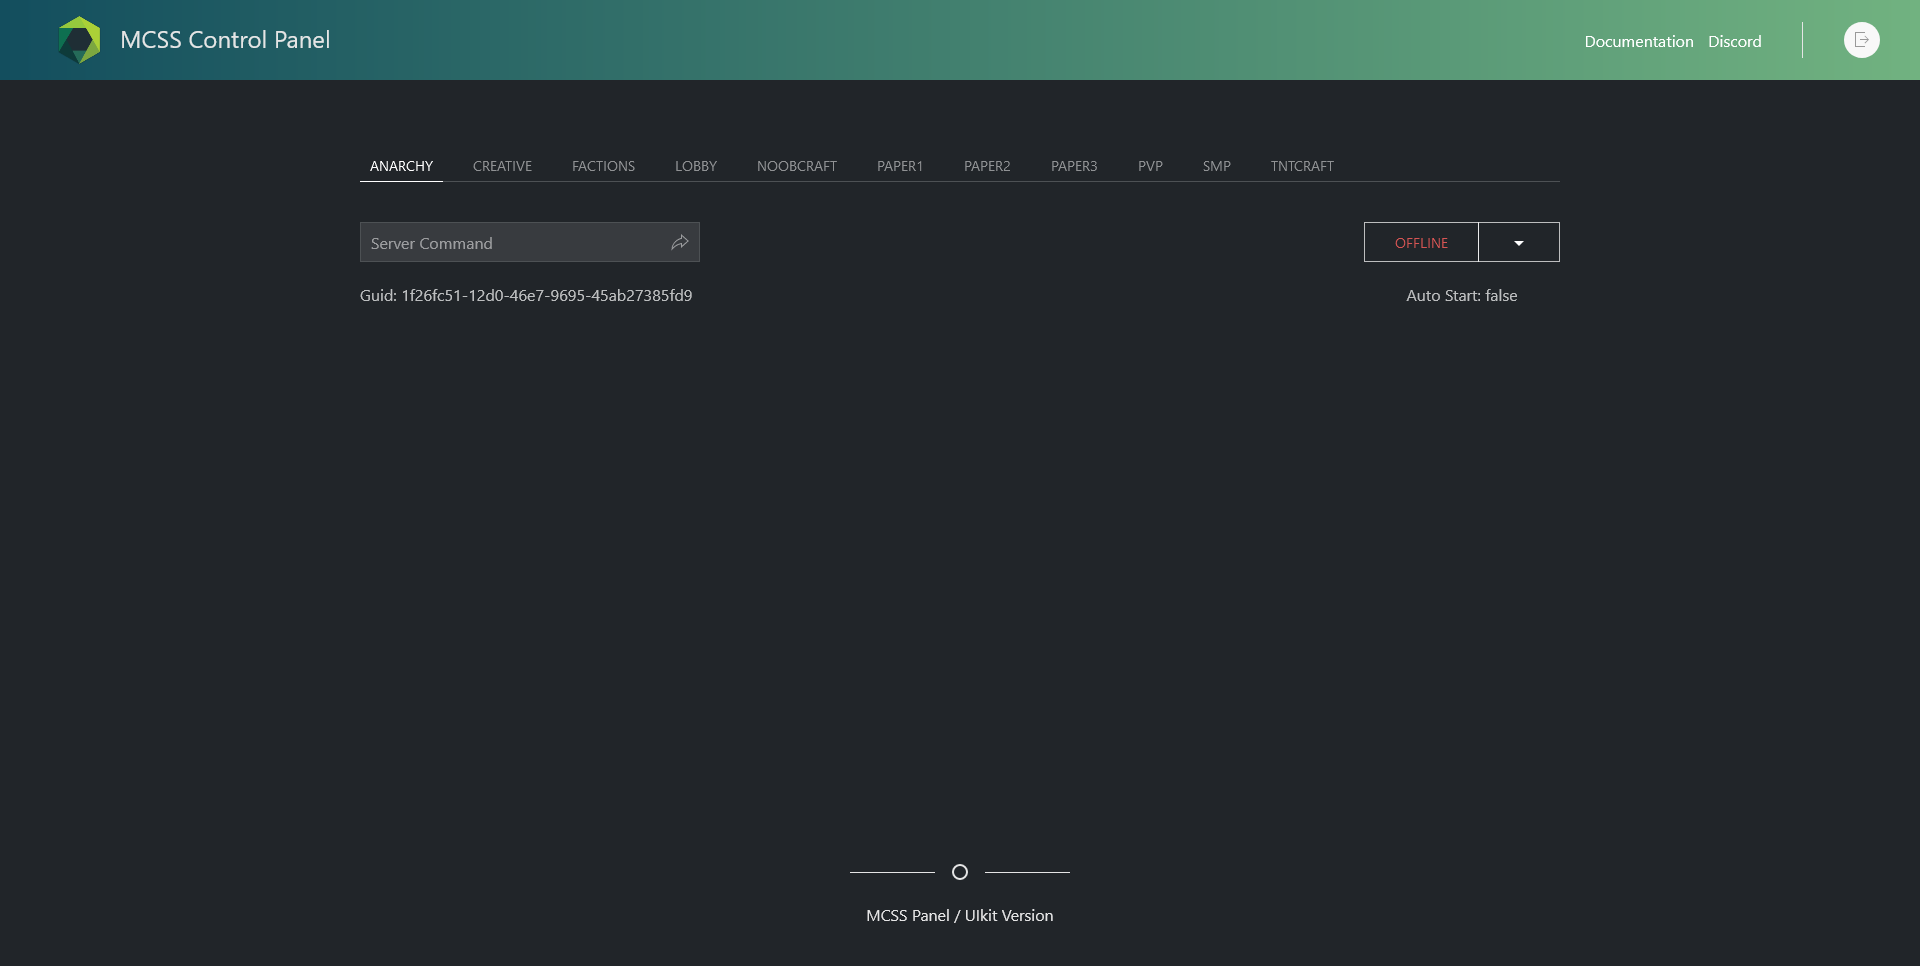 MCSS Control Panel
Documentation Discord
ANARCHY CREATIVE FACTIONS LOBBY NOOBCRAFT PAPER1 PAPER2 PAPER3 PVP SMP TNTCRAFT
Server Command
OFFLINE
Guid: 1f26fc51-12d0-46e7-9695-45ab27385fd9
Auto Start: false
MCSS Panel / UIkit Version